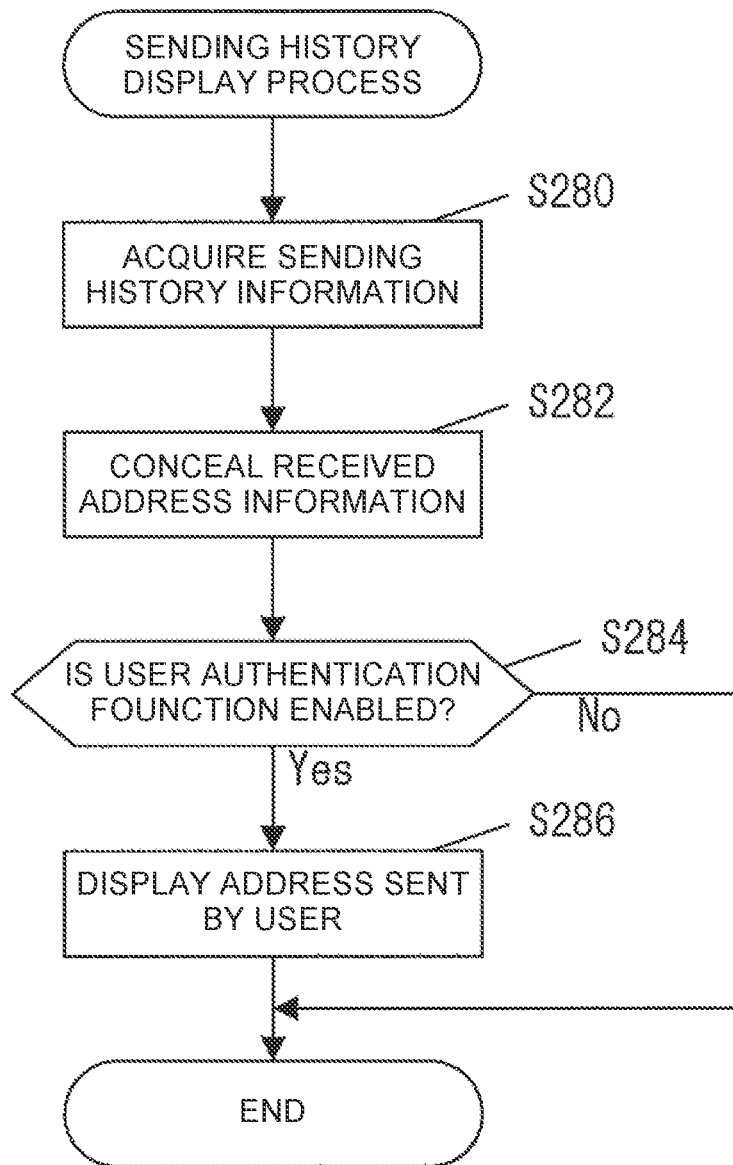 SENDING HISTORY
DISPLAY PROCESS
S280
ACQUIRE SENDING
HISTORY INFORMATION
S282
CONCEAL RECEIVED
ADDRESS INFORMATION
S284
IS USER AUTHENTICATION
FOUNCTION ENABLED?
No
Yes
S286
DISPLAY ADDRESS SENT
BY USER
END